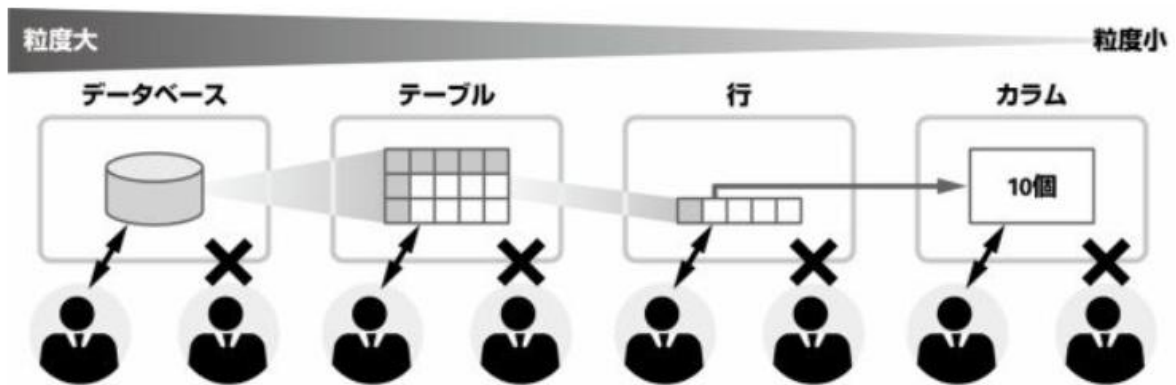 粒度大
粒度小
データベース
テーブル
行
カラム
10個